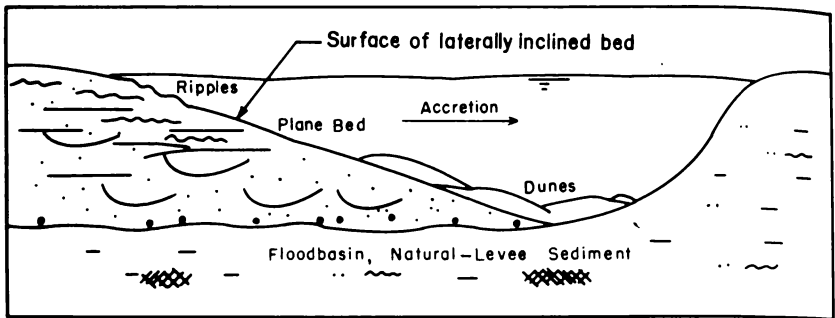 Surface of laterally inclined bed
Ripples
Accretion
Plane Bed
Dunes
Floodbasin, Natural-Levee Sediment